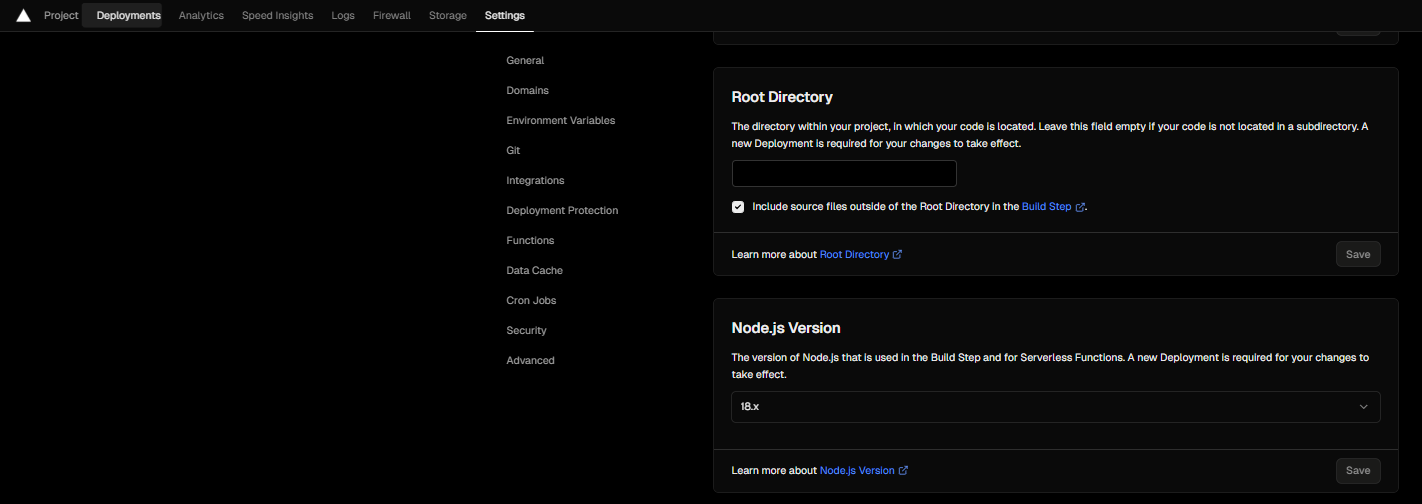 Project Deployments Analytics Speed Insights Logs Firewall Storage Settings
General
Domains
Environment Variables
Git
Integrations
Deployment Protection
Functions
Data Cache
Cron Jobs
Security
Advanced
Root Directory
The directory within your project, in which your code is located. Leave this field empty if your code is not located in a subdirectory. A
new Deployment is required for your changes to take effect.
Include source files outside of the Root Directory in the Build Step.
Learn more about Root Directory
Save
Node.js Version
The version of Node.js that is used in the Build Step and for Serverless Functions. A new Deployment is required for your changes to
take effect.
18.x
Learn more about Node.js Version
Save